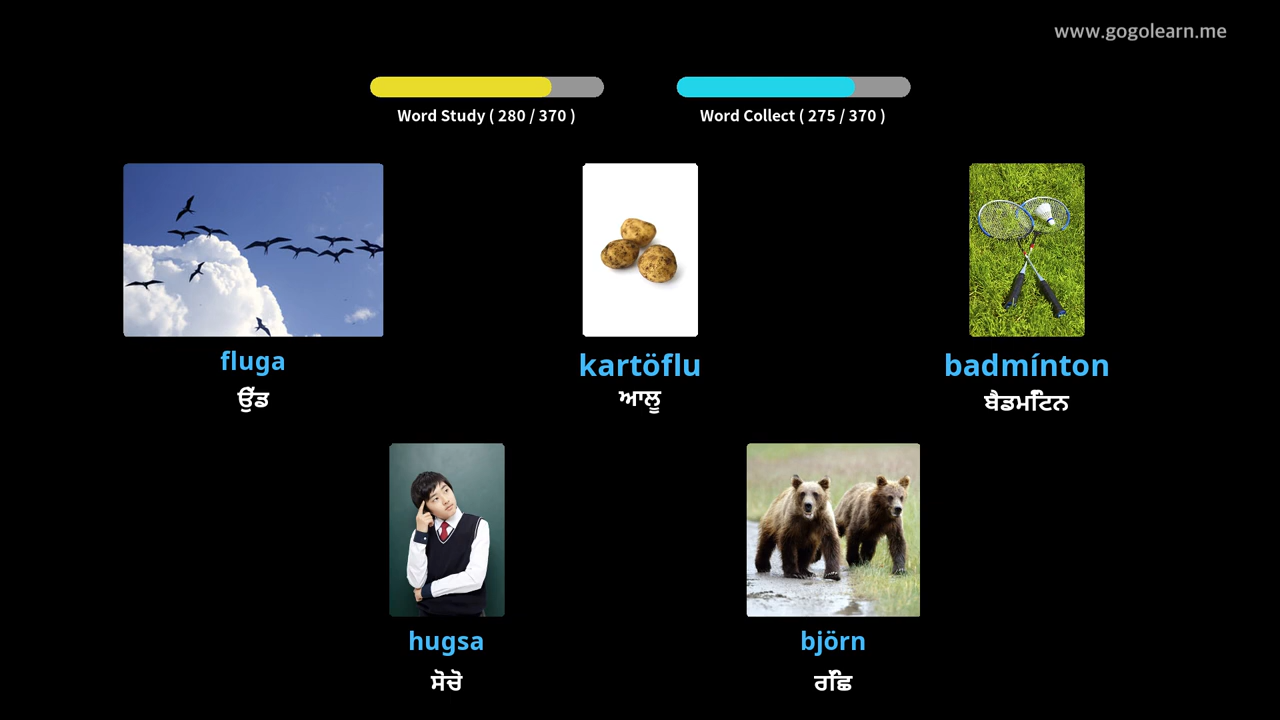 www.gogolearn.me
Word Study ( 280 / 370 )
Word Collect ( 275 / 370 )
fluga
ਉੱਡ
kartöflu
ਆਲੂ
badmínton
ਬੈਡਮਿੰਟਨ
hugsa
ਸੋਚੋ
björn
ਰਿੱਛ